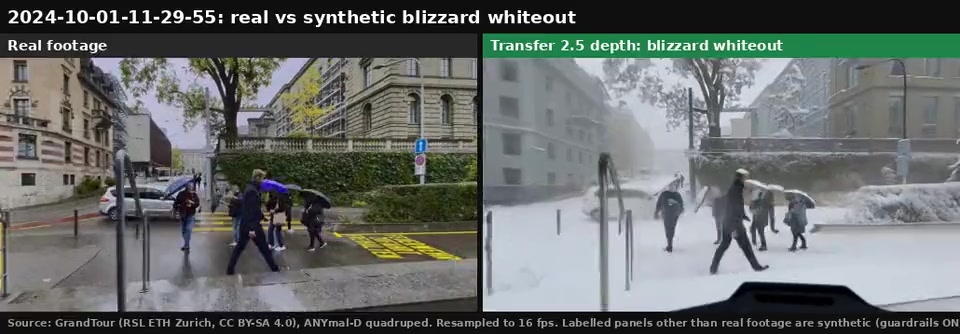 2024-10-01-11-29-55: real vs synthetic blizzard whiteout
Real footage
Transfer 2.5 depth: blizzard whiteout
Source: GrandTour (RSL ETH Zurich, CC BY-SA 4.0), ANYmal-D quadruped. Resampled to 16 fps. Labelled panels other than real footage are synthetic (guardrails ON